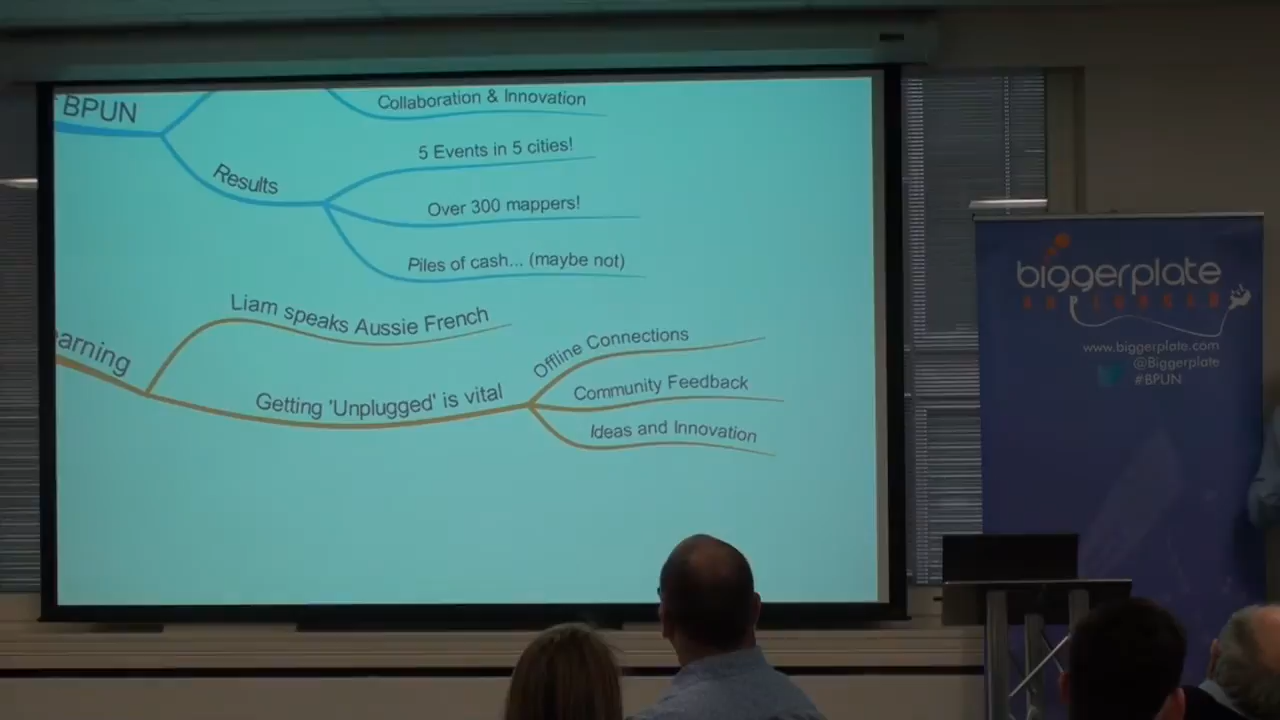 BPUN
Collaboration & Innovation
5 Events in 5 cities!
Results
Over 300 mappers!
Piles of cash... (maybe not)
Liam speaks Aussie French
earning
Offline Connections
Getting 'Unplugged' is vital
Community Feedback
Ideas and Innovation
biggerplate
www.biggerplate.com
@Biggerplate
#BPUN